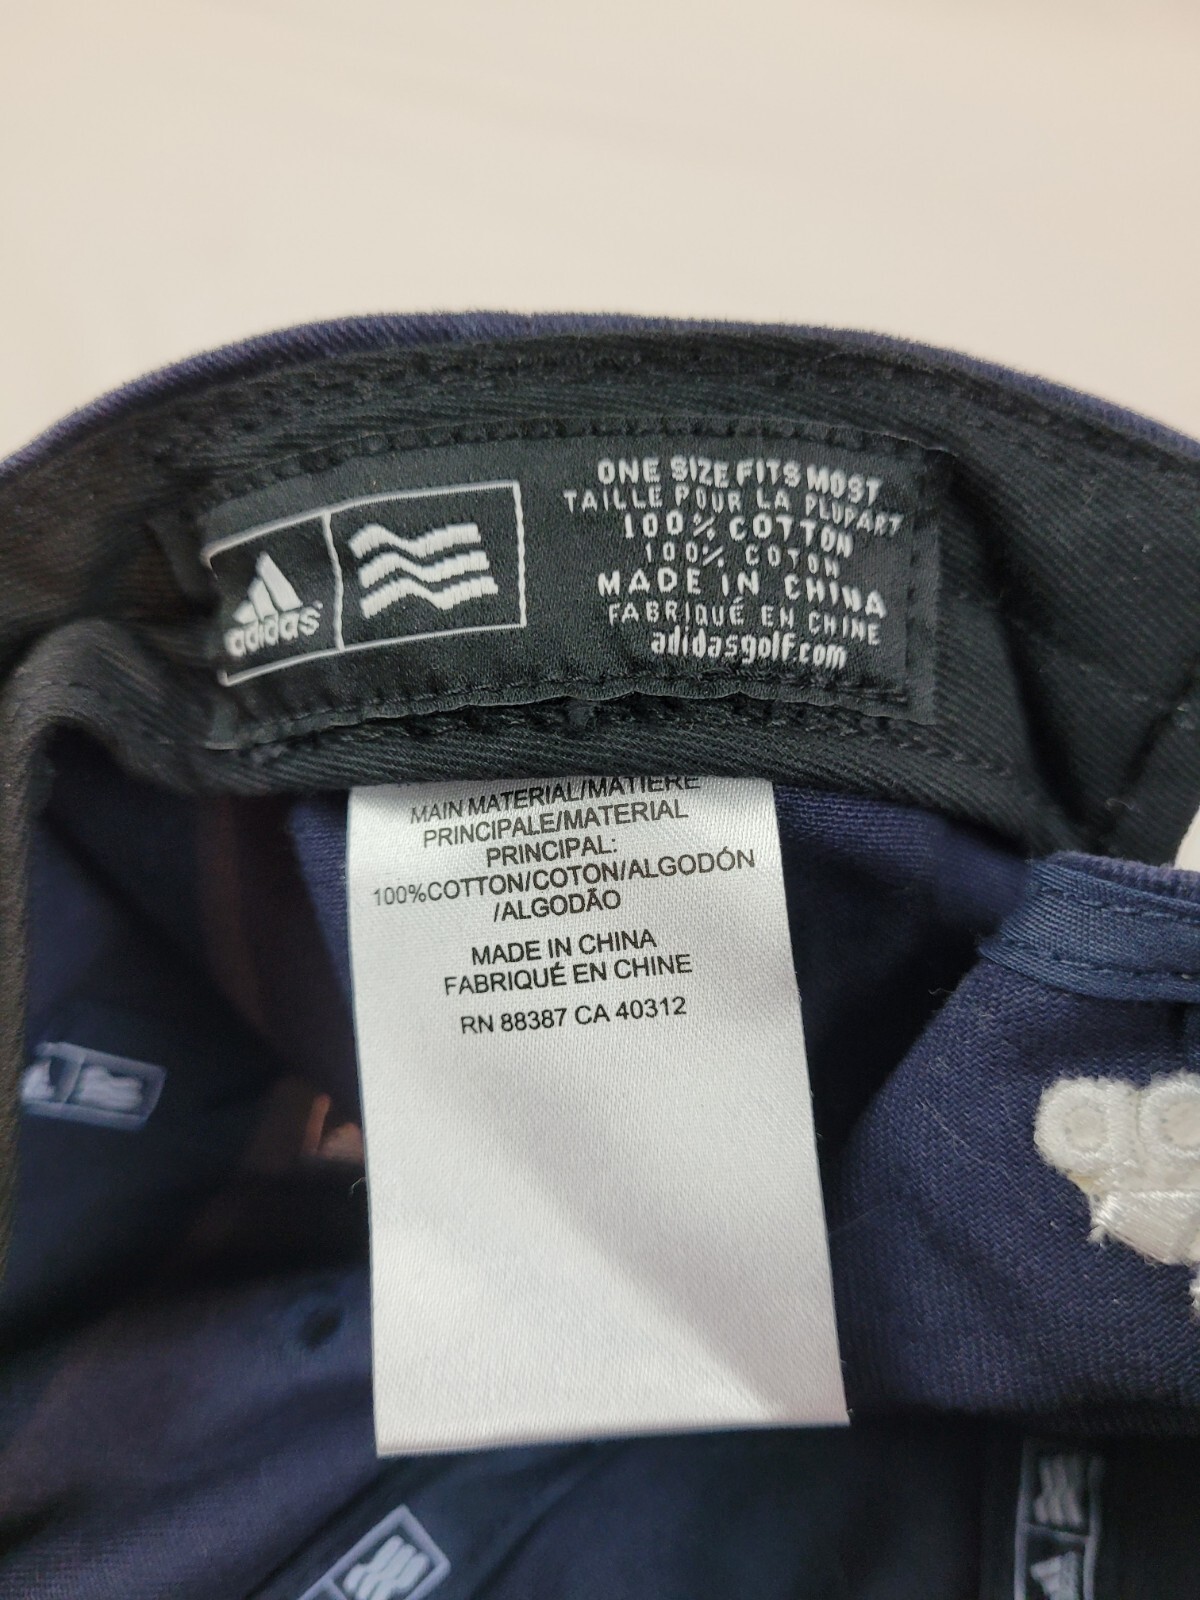 adidas
ONE SIZE FITS MOST
TAILLE POUR LA PLUPART
100% COTTON
100% COTON
MADE IN CHINA
FABRIQUÉ EN CHINE
adidasgolf.com
MAIN MATERIAL/MATIÈRE
PRINCIPALE/MATERIAL
PRINCIPAL:
100%COTTON/COTON/ALGODÓN
/ALGODÃO
MADE IN CHINA
FABRIQUÉ EN CHINE
RN 88387 CA 40312